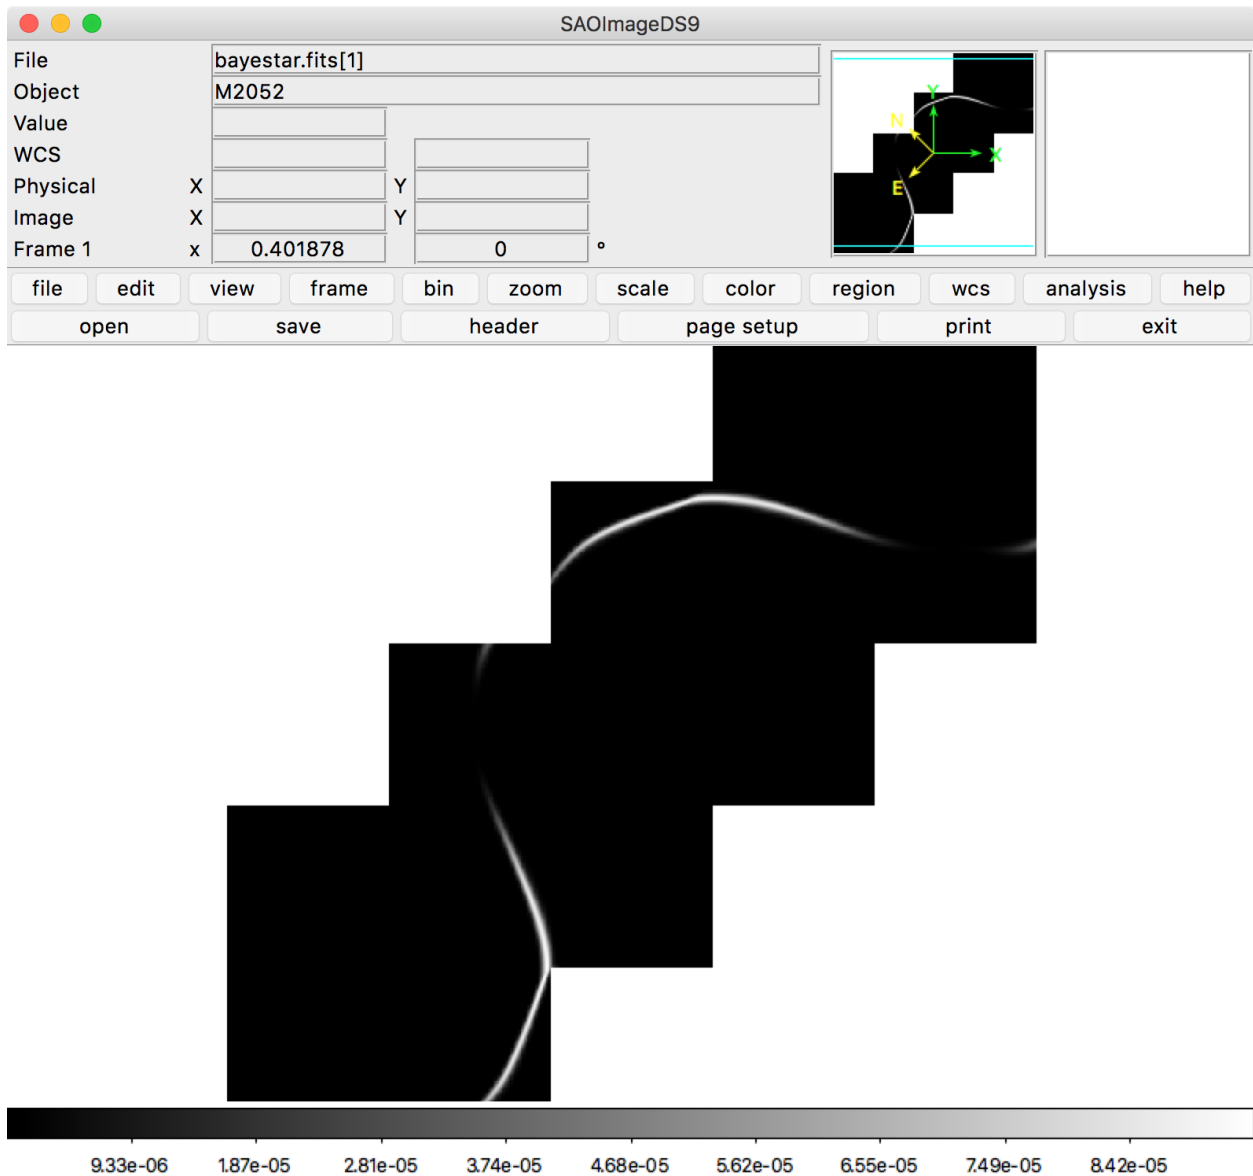 SAOImageDS9
File bayestar.fits[1]
Object M2052
Value
WCS
Physical X Y
Image X Y
Frame 1 x 0.401878 0 °
Y
N
X
E
file edit view frame bin zoom scale color region wcs analysis help
open save header page setup print exit
9.33e-06 1.87e-05 2.81e-05 3.74e-05 4.68e-05 5.62e-05 6.55e-05 7.49e-05 8.42e-05